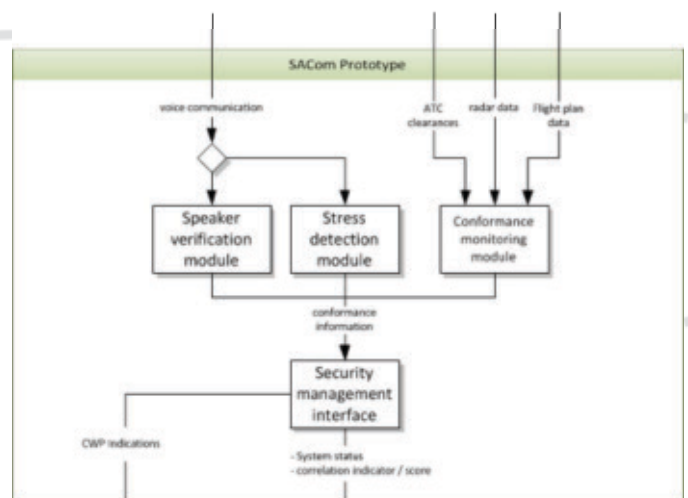 SACom Prototype
voice communication
ATC
clearances
radar data
Flight plan
data
Speaker
verification
module
Stress
detection
module
Conformance
monitoring
module
conformance
information
Security
management
interface
CWP Indications
- System status
- correlation indicator / score